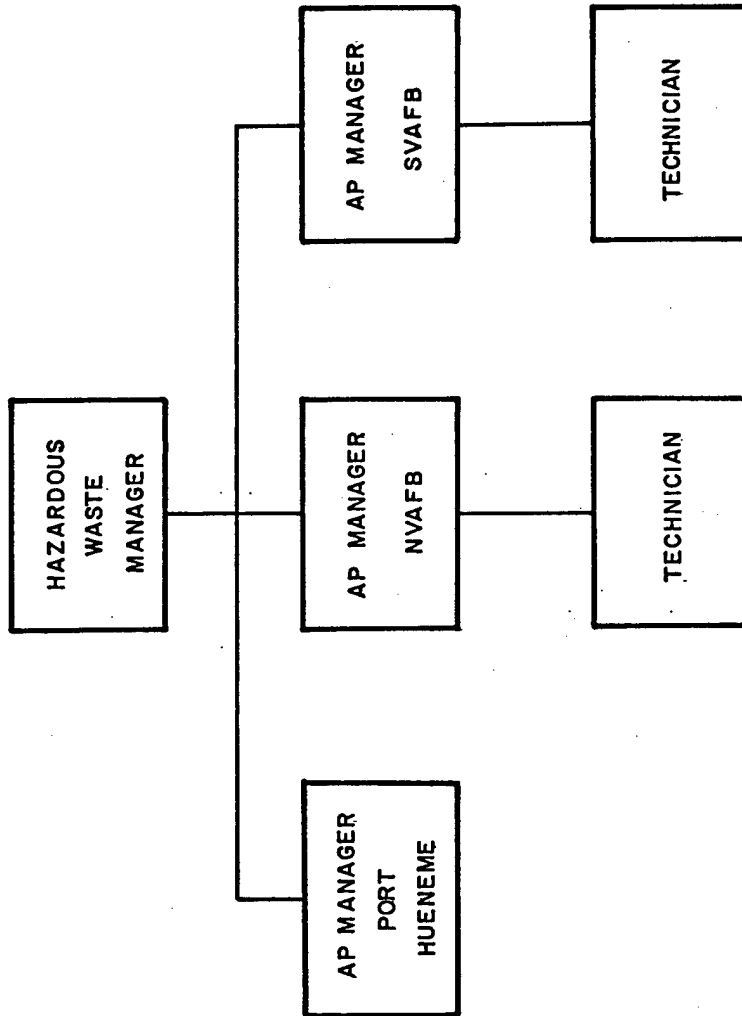 HAZARDOUS
WASTE
MANAGER
AP MANAGER
PORT
HUENEME
AP MANAGER
NVAFB
AP MANAGER
SVAFB
TECHNICIAN
TECHNICIAN